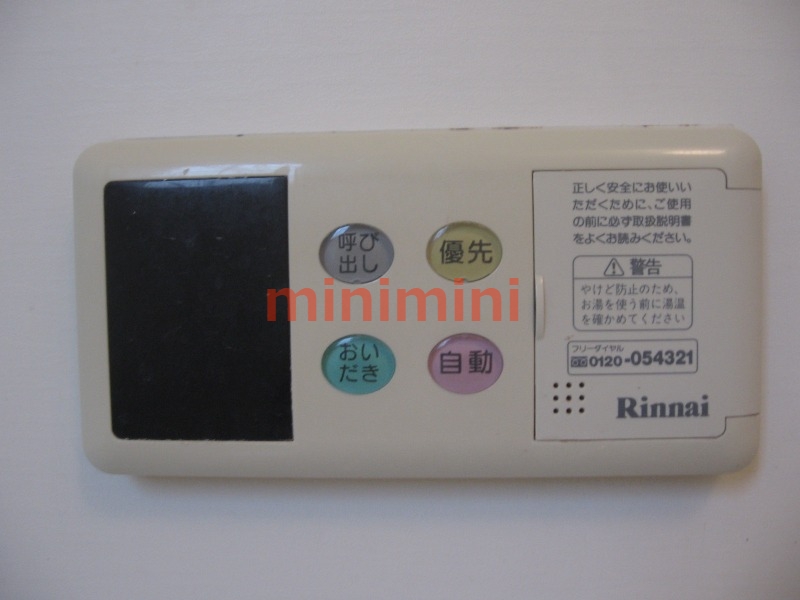 呼び
出し
優先
minimini
おい
だき
自動
正しく安全にお使いい
ただくために、ご使用
の前に必ず取扱説明書
をよくお読みください。
警告
やけど防止のため、
お湯を使う前に湯温
を確かめてください
フリーダイヤル
0120-054321
Rinnai